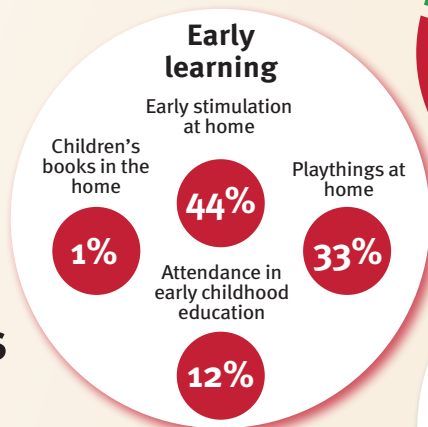 Early
learning
Early stimulation
at home
44%
Children’s
books in the
home
1%
Playthings at
home
33%
Attendance in
early childhood
education
12%
s